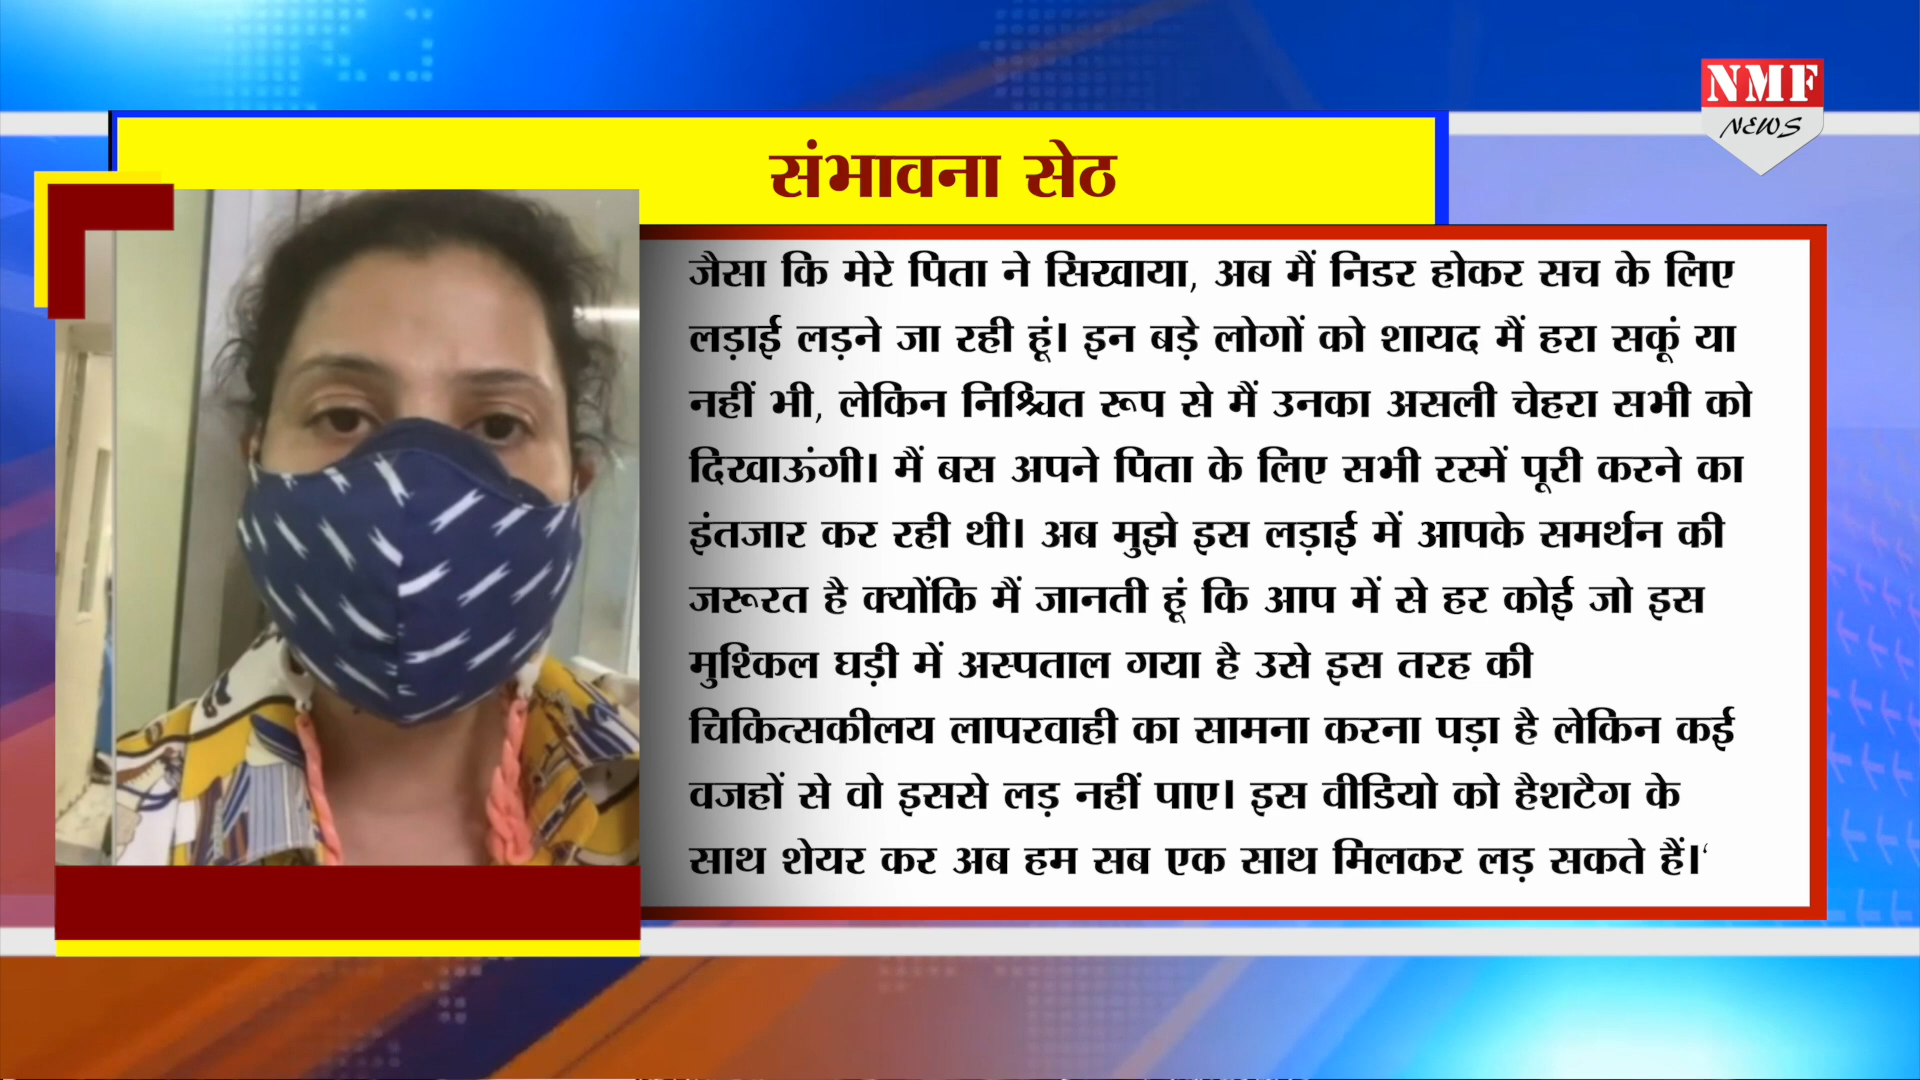 NMF
NEWS
संभावना सेठ
जैसा कि मेरे पिता ने सिखाया, अब मैं निडर होकर सच के लिए
लड़ाई लड़ने जा रही हूं। इन बड़े लोगों को शायद मैं हरा सकूं या
नहीं भी, लेकिन निश्चित रूप से मैं उनका असली चेहरा सभी को
दिखाऊंगी। मैं बस अपने पिता के लिए सभी रस्में पूरी करने का
इंतजार कर रही थी। अब मुझे इस लड़ाई में आपके समर्थन की
जरूरत है क्योंकि मैं जानती हूं कि आप में से हर कोई जो इस
मुश्किल घड़ी में अस्पताल गया है उसे इस तरह की
चिकित्सकीलय लापरवाही का सामना करना पड़ा है लेकिन कई
वजहों से वो इससे लड़ नहीं पाए। इस वीडियो को हैशटैग के
साथ शेयर कर अब हम सब एक साथ मिलकर लड़ सकते हैं।‘